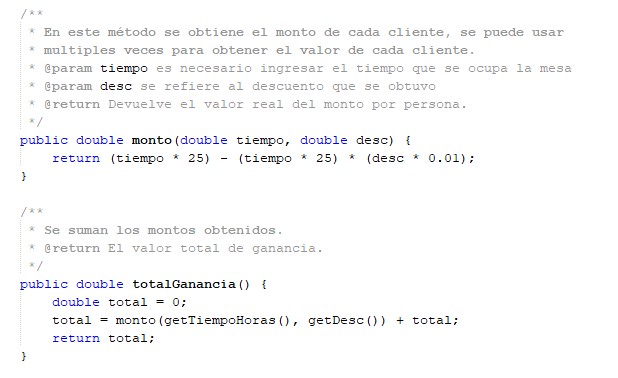 /**
 * En este método se obtiene el monto de cada cliente, se puede usar
 * multiples veces para obtener el valor de cada cliente.
 * @param tiempo es necesario ingresar el tiempo que se ocupa la mesa
 * @param desc se refiere al descuento que se obtuvo
 * @return Devuelve el valor real del monto por persona.
 */
public double monto(double tiempo, double desc) {
    return (tiempo * 25) - (tiempo * 25) * (desc * 0.01);
}

/**
 * Se suman los montos obtenidos.
 * @return El valor total de ganancia.
 */
public double totalGanancia() {
    double total = 0;
    total = monto(getTiempoHoras(), getDesc()) + total;
    return total;
}